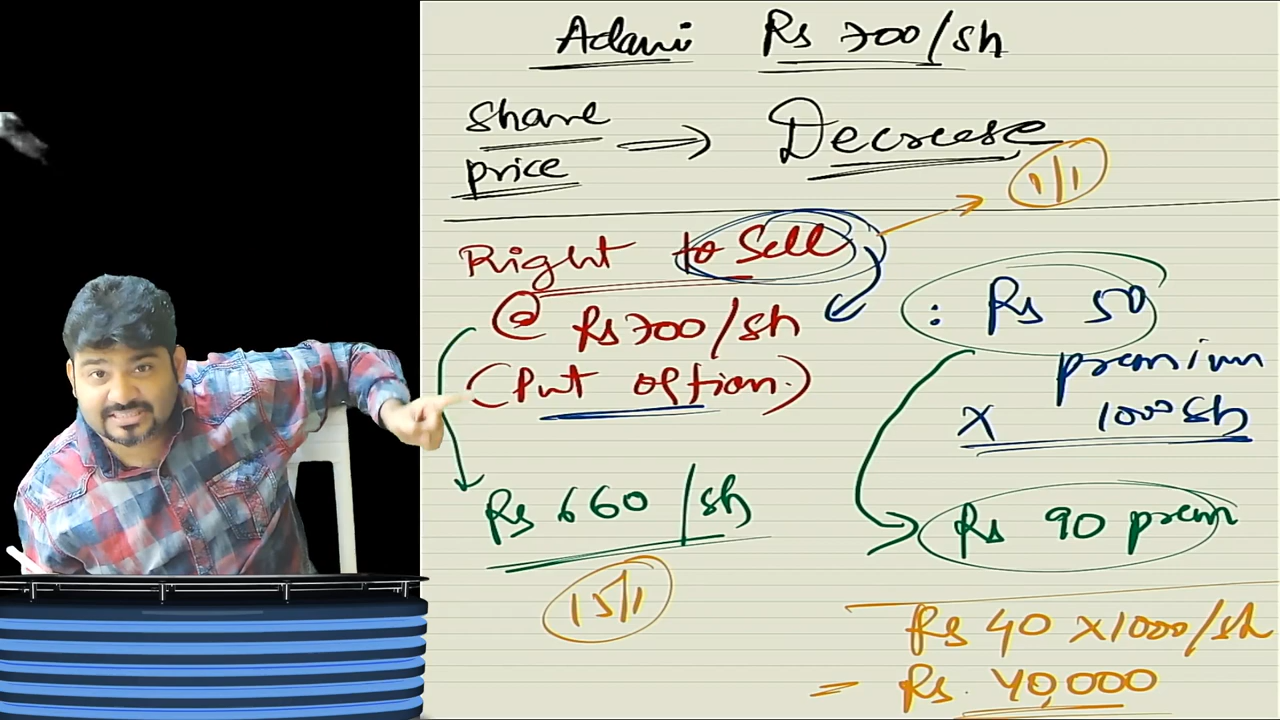 Adani Rs 700/sh
share price ⇒ Decrease
1/1
Right to Sell
@ Rs 700/sh
(Put option.)
: Rs 50
premium
x 1000 sh
Rs 660/sh
15/1
Rs 90 prem
Rs 40 x 1000/sh
= Rs. 40,000